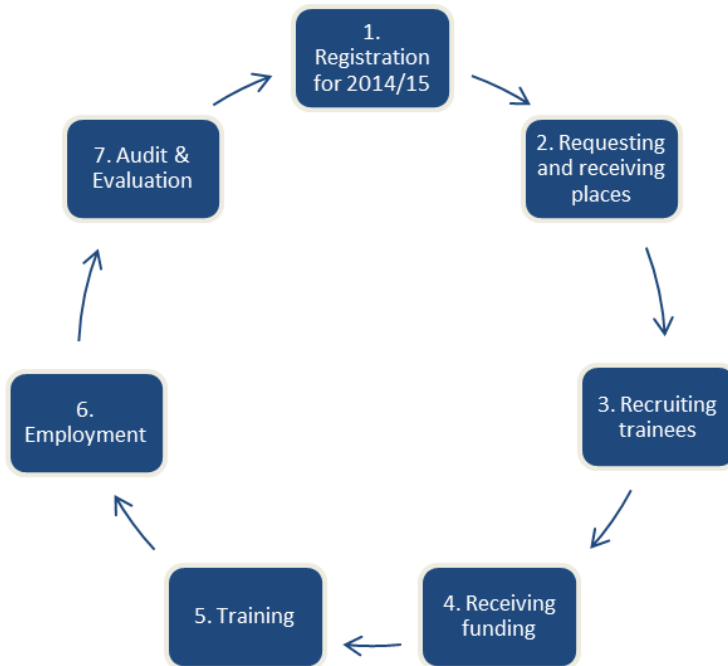 1.
Registration
for 2014/15
2. Requesting
and receiving
places
3. Recruiting
trainees
4. Receiving
funding
5. Training
6.
Employment
7. Audit &
Evaluation